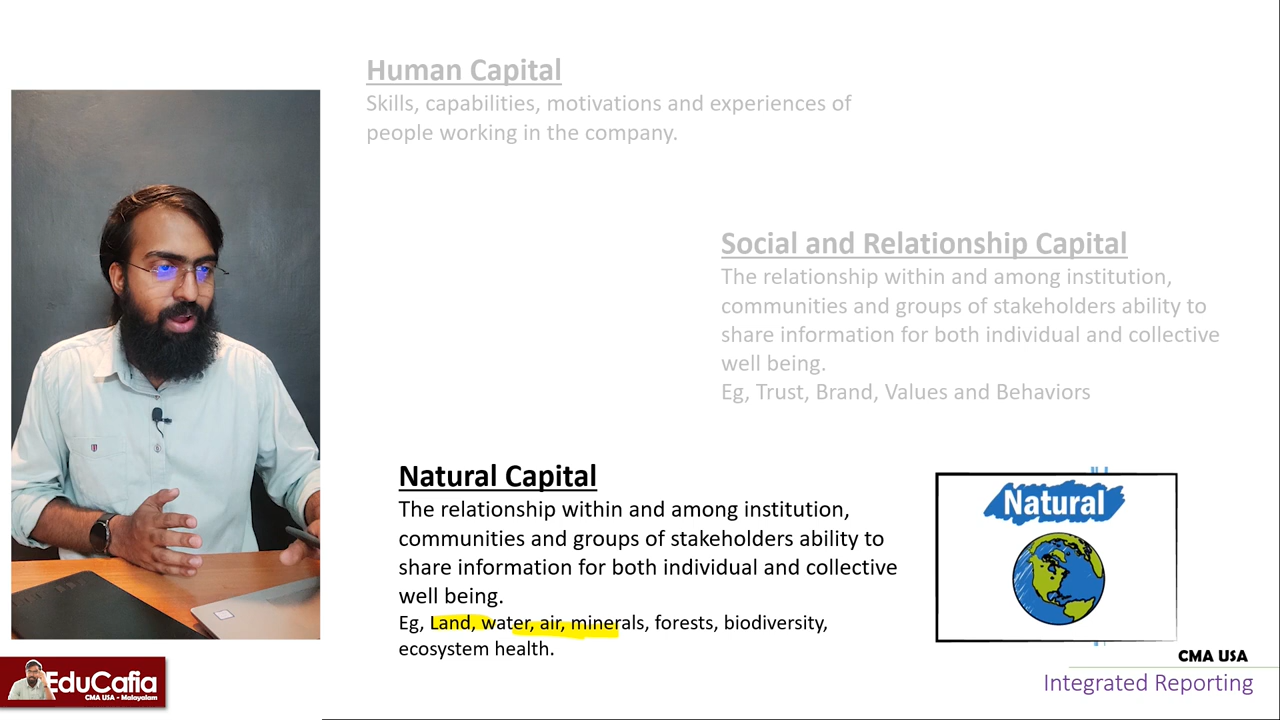 Human Capital
Skills, capabilities, motivations and experiences of
people working in the company.
Social and Relationship Capital
The relationship within and among institution,
communities and groups of stakeholders ability to
share information for both individual and collective
well being.
Eg, Trust, Brand, Values and Behaviors
Natural Capital
The relationship within and among institution,
communities and groups of stakeholders ability to
share information for both individual and collective
well being.
Eg, Land, water, air, minerals, forests, biodiversity,
ecosystem health.
Natural
CMA USA
Integrated Reporting
EduCafia
CMA USA - Malayalam